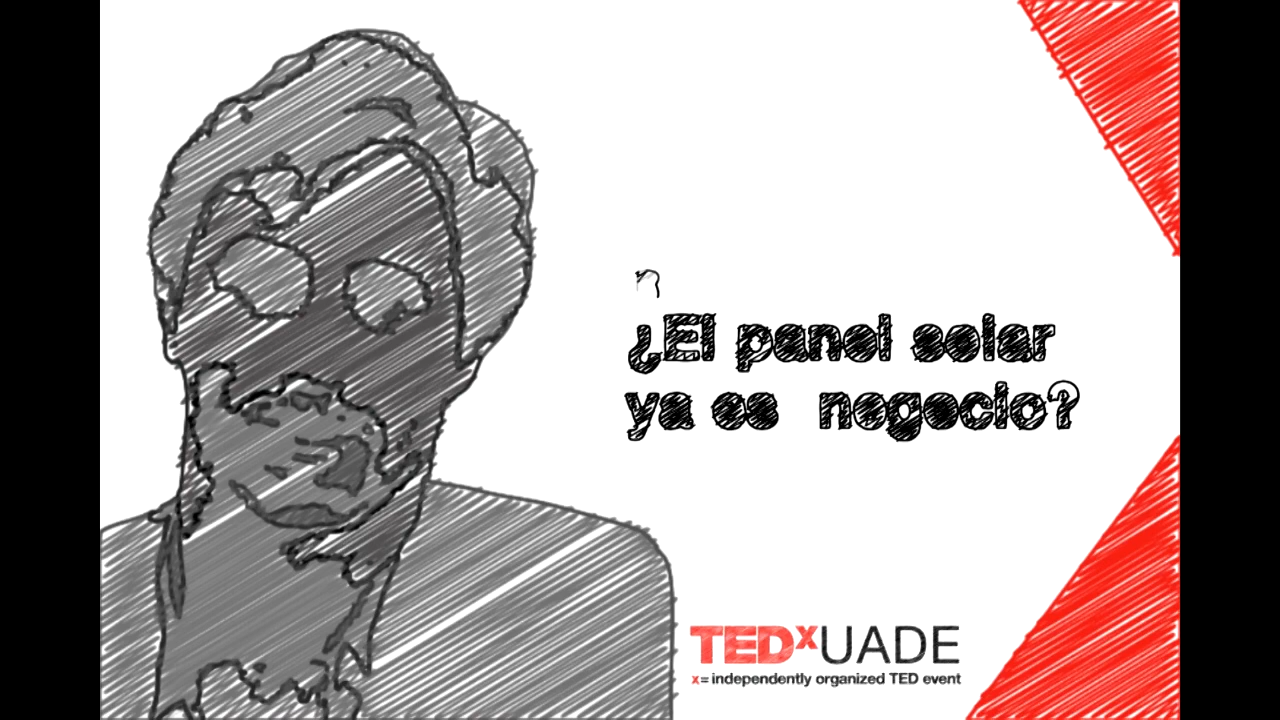 ¿El panel solar
ya es negocio?
TEDxUADE
x = independently organized TED event